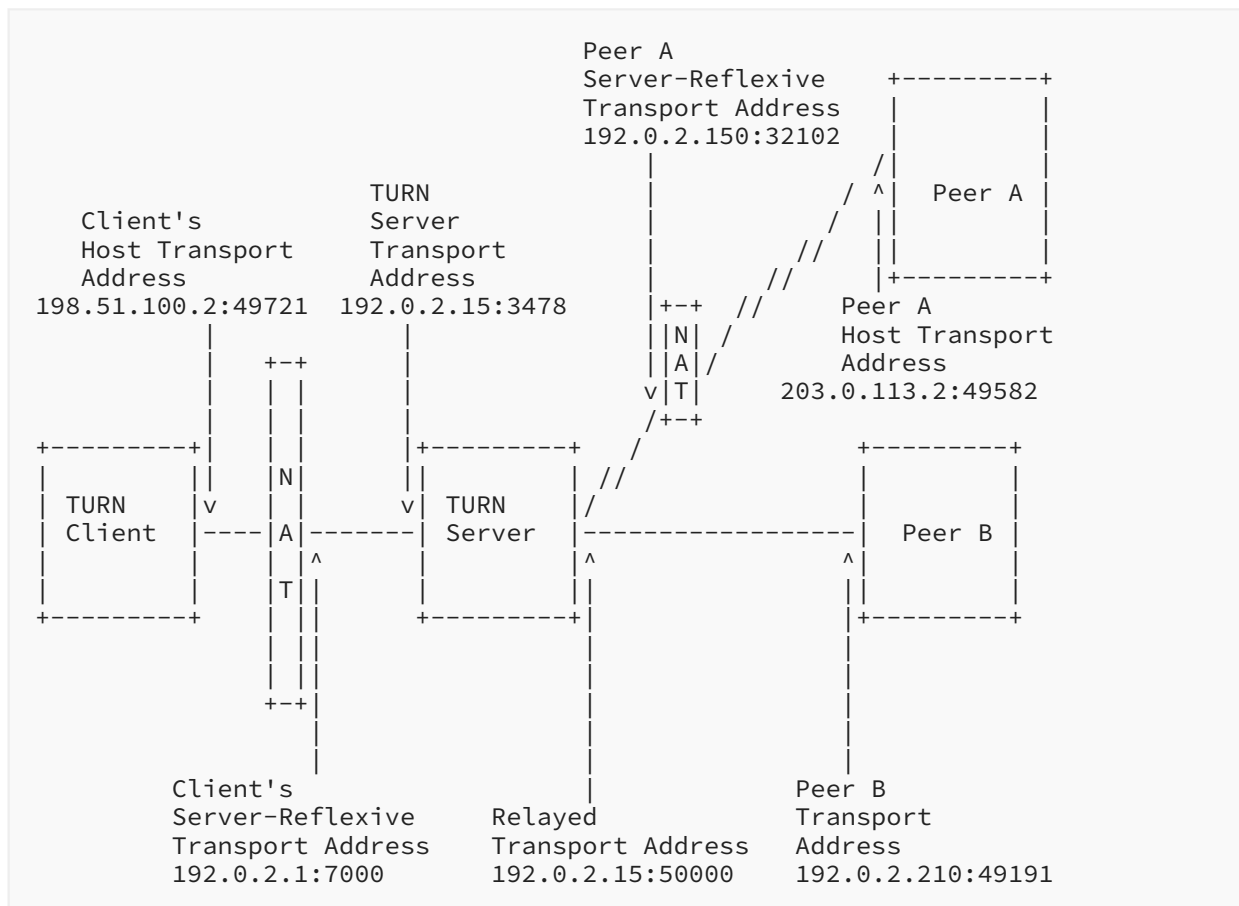 Peer A
Server-Reflexive    +---------+
Transport Address   |         |
192.0.2.150:32102   |         |
|              /|         |
TURN                |            / ^|  Peer A |
Client's           Server              |           /  ||         |
Host Transport     Transport           |         //   ||         |
Address            Address             |       //     |+---------+
198.51.100.2:49721  192.0.2.15:3478      |+-+  //     Peer A
|            |               ||N| /       Host Transport
|   +-+      |               ||A|/        Address
|   | |      |              v|T|     203.0.113.2:49582
|   | |      |              /+-+
+---------+|   | |      |+---------+   /              +---------+
|         ||   |N|      ||         | //               |         |
| TURN    |v   | |      v| TURN    |/                 |         |
| Client  |----|A|-------| Server  |------------------|  Peer B |
|         |    | |^      |         |^                ^|         |
|         |    |T||      |         ||                ||         |
+---------+    | ||      +---------+|                |+---------+
| ||                 |                |
| ||                 |                |
+-+|                 |                |
|                 |                |
|                 |                |
Client's                  |            Peer B
Server-Reflexive     Relayed             Transport
Transport Address    Transport Address   Address
192.0.2.1:7000       192.0.2.15:50000    192.0.2.210:49191